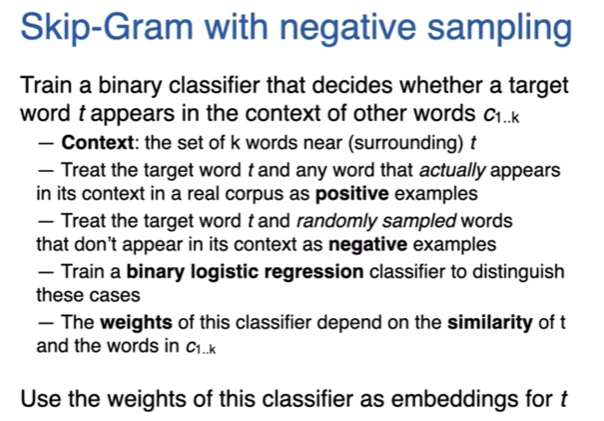 Skip-Gram with negative sampling
Train a binary classifier that decides whether a target
word t appears in the context of other words c1..k
— Context: the set of k words near (surrounding) t
— Treat the target word t and any word that actually appears
in its context in a real corpus as positive examples
— Treat the target word t and randomly sampled words
that don't appear in its context as negative examples
— Train a binary logistic regression classifier to distinguish
these cases
— The weights of this classifier depend on the similarity of t
and the words in c1..k
Use the weights of this classifier as embeddings for t